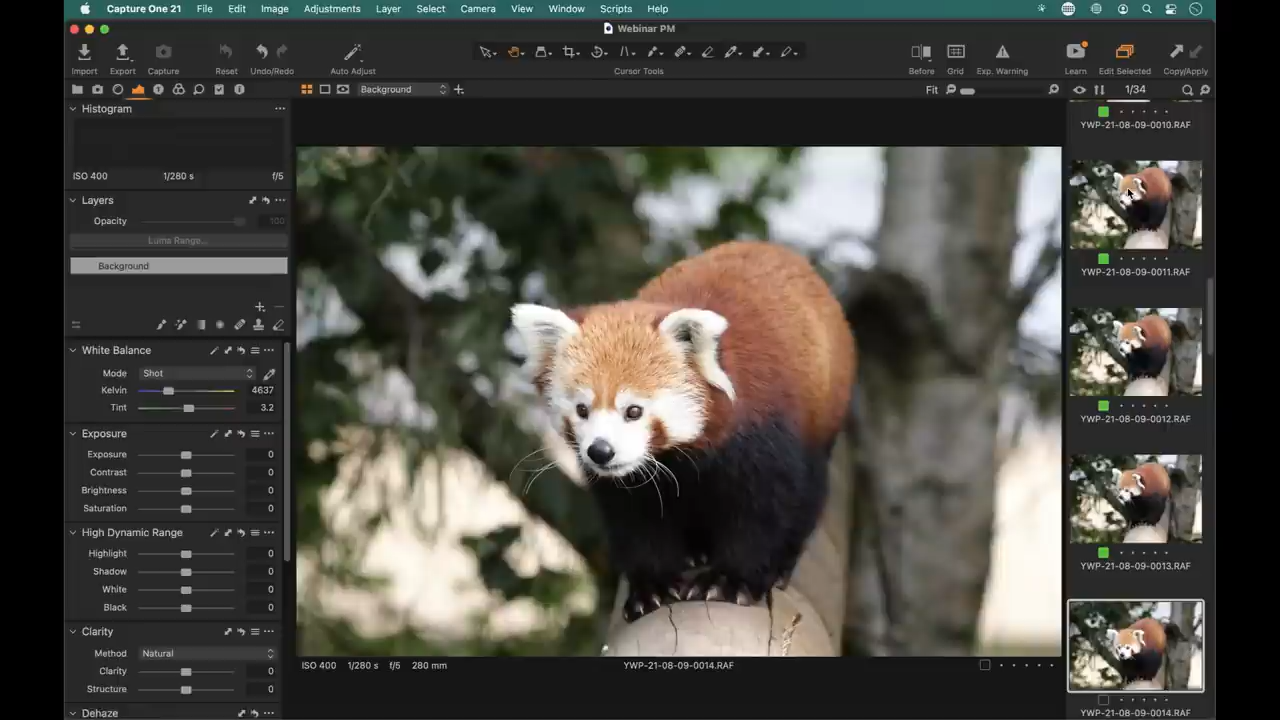 Capture One 21 File Edit Image Adjustments Layer Select Camera View Window Scripts Help
Webinar PM
Import Export Capture Reset Undo/Redo Auto Adjust Cursor Tools Before Grid Exp. Warning Learn Edit Selected Copy/Apply
Background Fit 1/34
Histogram
ISO 400 1/280 s f/5
Layers
Opacity 100
Luma Range...
Background
White Balance
Mode Shot
Kelvin 4637
Tint 3.2
Exposure
Exposure 0
Contrast 0
Brightness 0
Saturation 0
High Dynamic Range
Highlight 0
Shadow 0
White 0
Black 0
Clarity
Method Natural
Clarity 0
Structure 0
Dehaze
ISO 400 1/280 s f/5 280 mm YWP-21-08-09-0014.RAF
YWP-21-08-09-0010.RAF
YWP-21-08-09-0011.RAF
YWP-21-08-09-0012.RAF
YWP-21-08-09-0013.RAF
YWP-21-08-09-0014.RAF